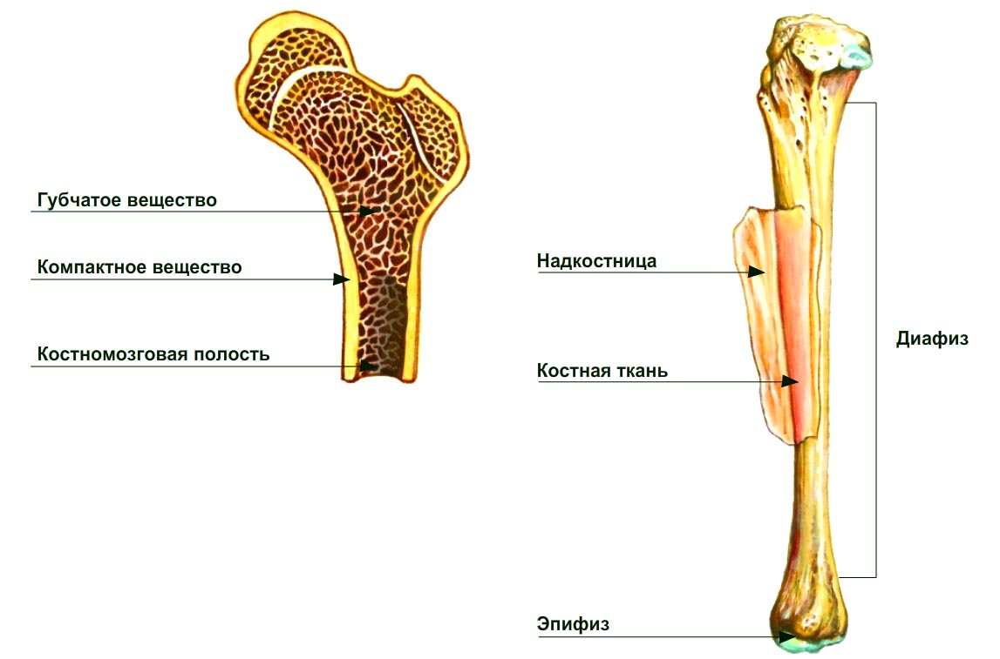 Губчатое вещество
Компактное вещество
Костномозговая полость
Надкостница
Костная ткань
Диафиз
Эпифиз